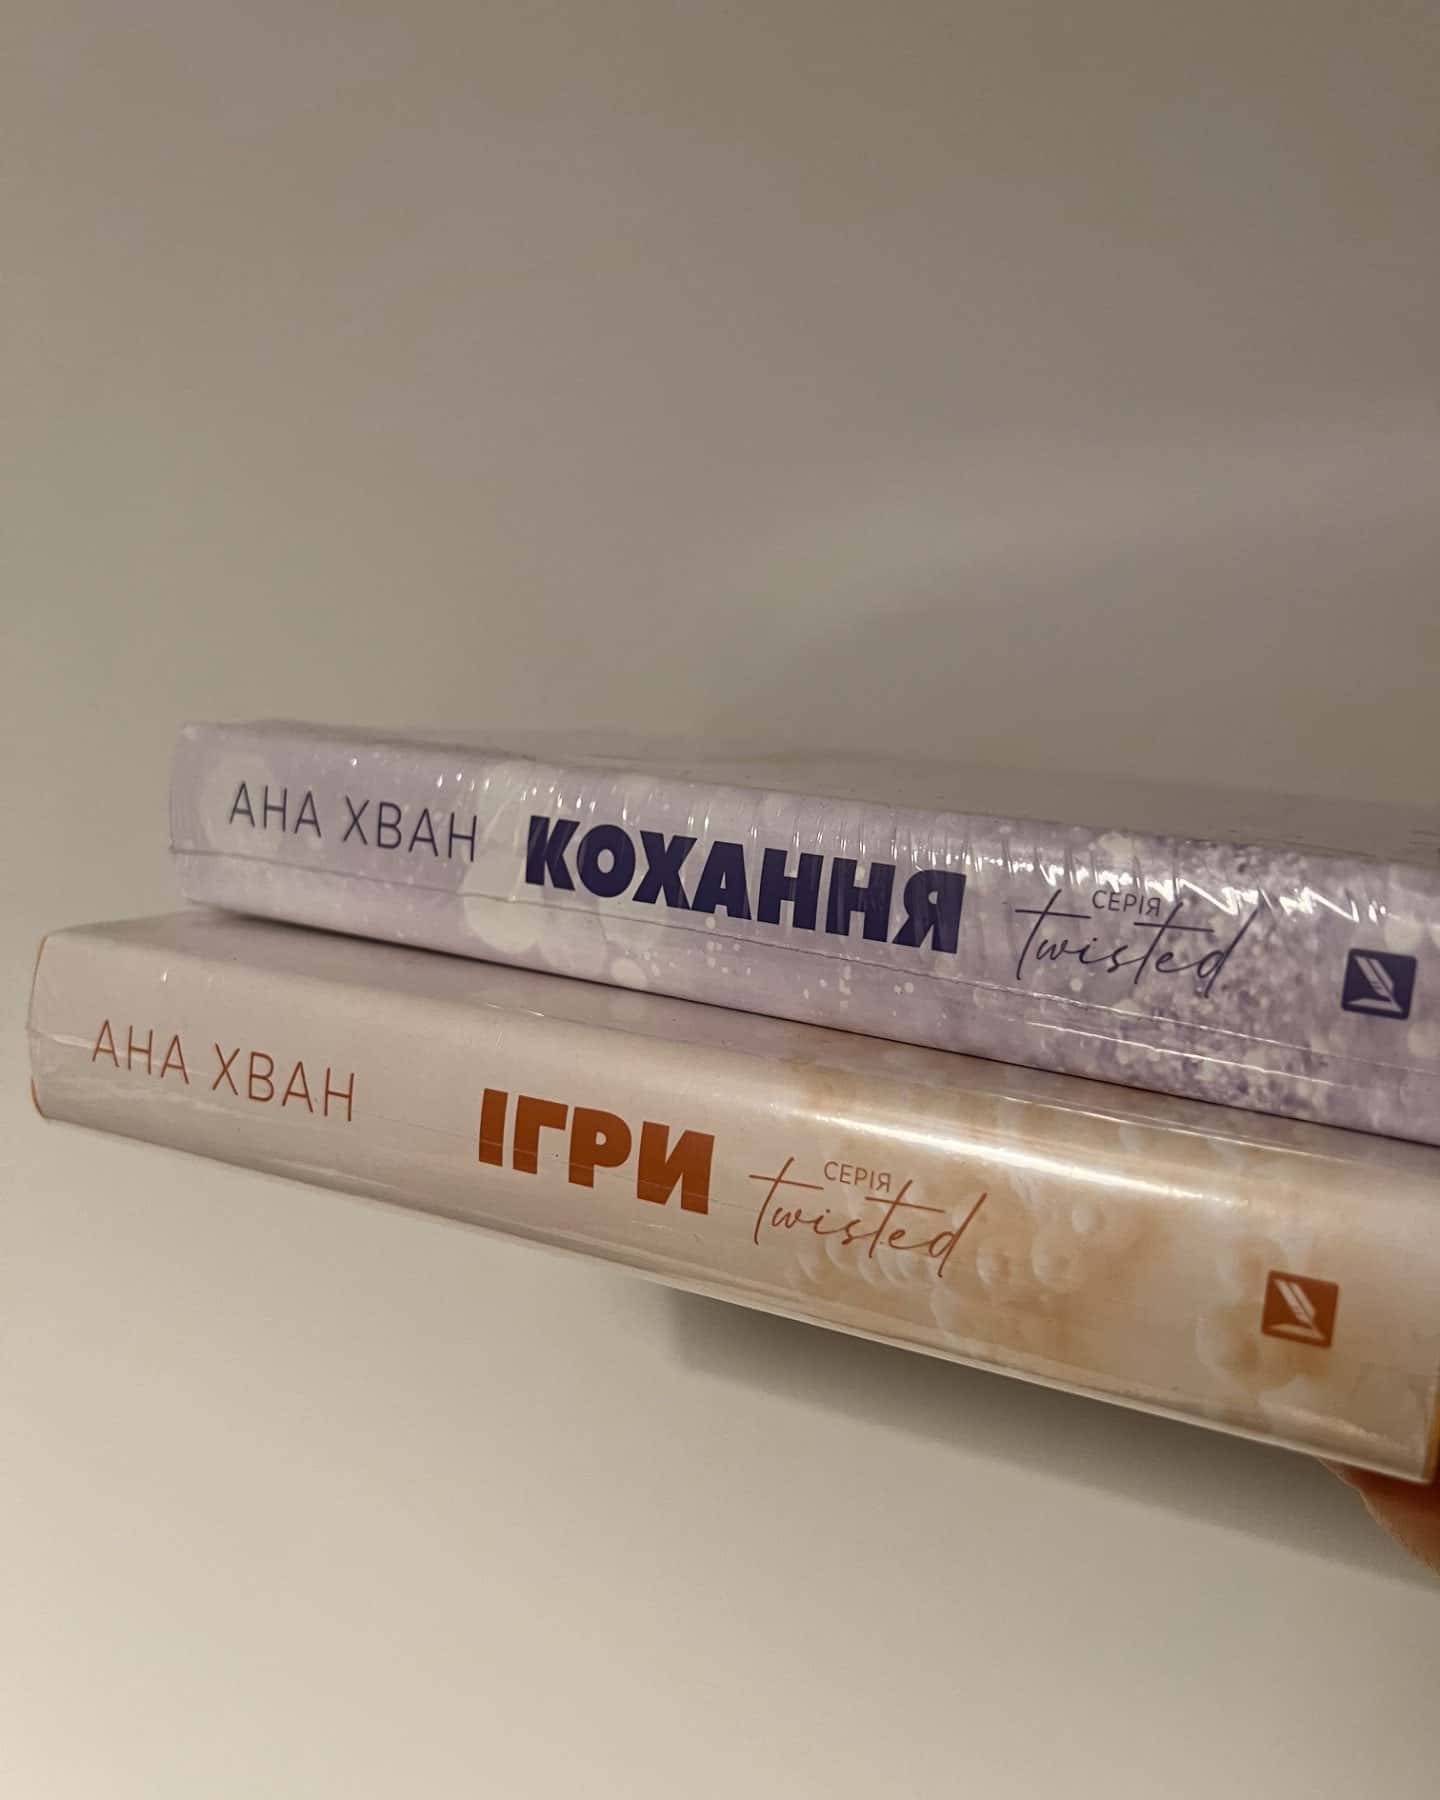 АНА ХВАН КОХАННЯ СЕРІЯ twisted
АНА ХВАН ІГРИ СЕРІЯ twisted